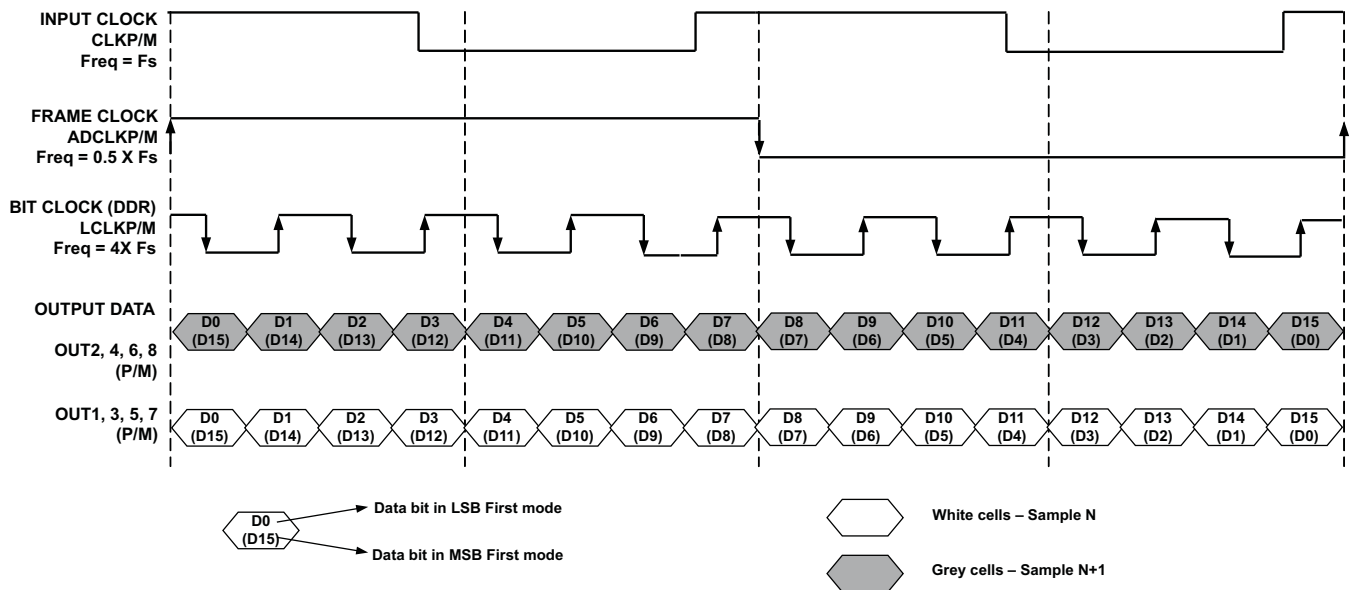 INPUT CLOCK
CLKP/M
Freq = Fs
FRAME CLOCK
ADCLKP/M
Freq = 0.5 X Fs
BIT CLOCK (DDR)
LCLKP/M
Freq = 4X Fs
OUTPUT DATA
OUT2, 4, 6, 8
(P/M)
D0 D1 D2 D3 D4 D5 D6 D7 D8 D9 D10 D11 D12 D13 D14 D15
(D15) (D14) (D13) (D12) (D11) (D10) (D9) (D8) (D7) (D6) (D5) (D4) (D3) (D2) (D1) (D0)
OUT1, 3, 5, 7
(P/M)
D0 D1 D2 D3 D4 D5 D6 D7 D8 D9 D10 D11 D12 D13 D14 D15
(D15) (D14) (D13) (D12) (D11) (D10) (D9) (D8) (D7) (D6) (D5) (D4) (D3) (D2) (D1) (D0)
D0
(D15)
Data bit in LSB First mode
Data bit in MSB First mode
White cells – Sample N
Grey cells – Sample N+1